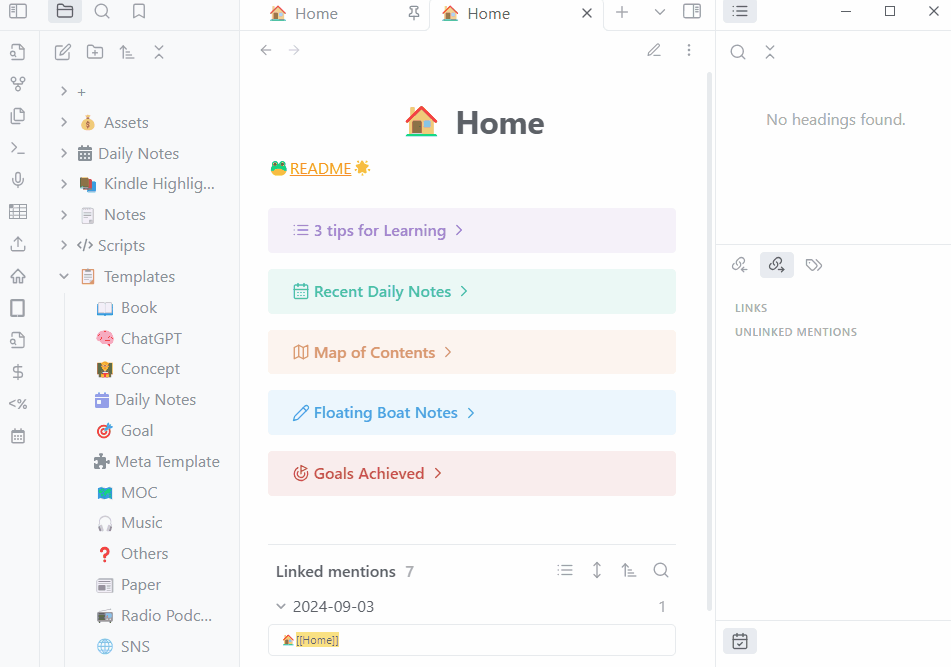 Home
Home
+
Assets
Daily Notes
Kindle Highlig...
Notes
Scripts
Templates
Book
ChatGPT
Concept
Daily Notes
Goal
Meta Template
MOC
Music
Others
Paper
Radio Podc...
SNS
Home
README
3 tips for Learning
Recent Daily Notes
Map of Contents
Floating Boat Notes
Goals Achieved
Linked mentions 7
2024-09-03 1
[[Home]]
No headings found.
LINKS
UNLINKED MENTIONS